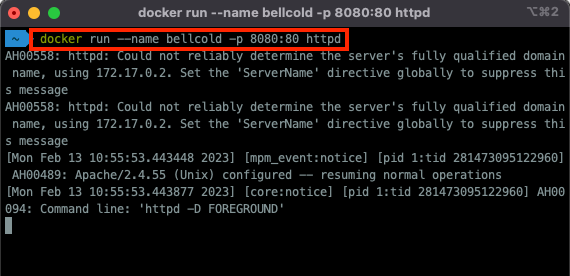 docker run --name bellcold -p 8080:80 httpd
⌥⌘2
~ docker run --name bellcold -p 8080:80 httpd
AH00558: httpd: Could not reliably determine the server's fully qualified domain
name, using 172.17.0.2. Set the 'ServerName' directive globally to suppress thi
s message
AH00558: httpd: Could not reliably determine the server's fully qualified domain
name, using 172.17.0.2. Set the 'ServerName' directive globally to suppress thi
s message
[Mon Feb 13 10:55:53.443448 2023] [mpm_event:notice] [pid 1:tid 281473095122960]
AH00489: Apache/2.4.55 (Unix) configured -- resuming normal operations
[Mon Feb 13 10:55:53.443877 2023] [core:notice] [pid 1:tid 281473095122960] AH00
094: Command line: 'httpd -D FOREGROUND'